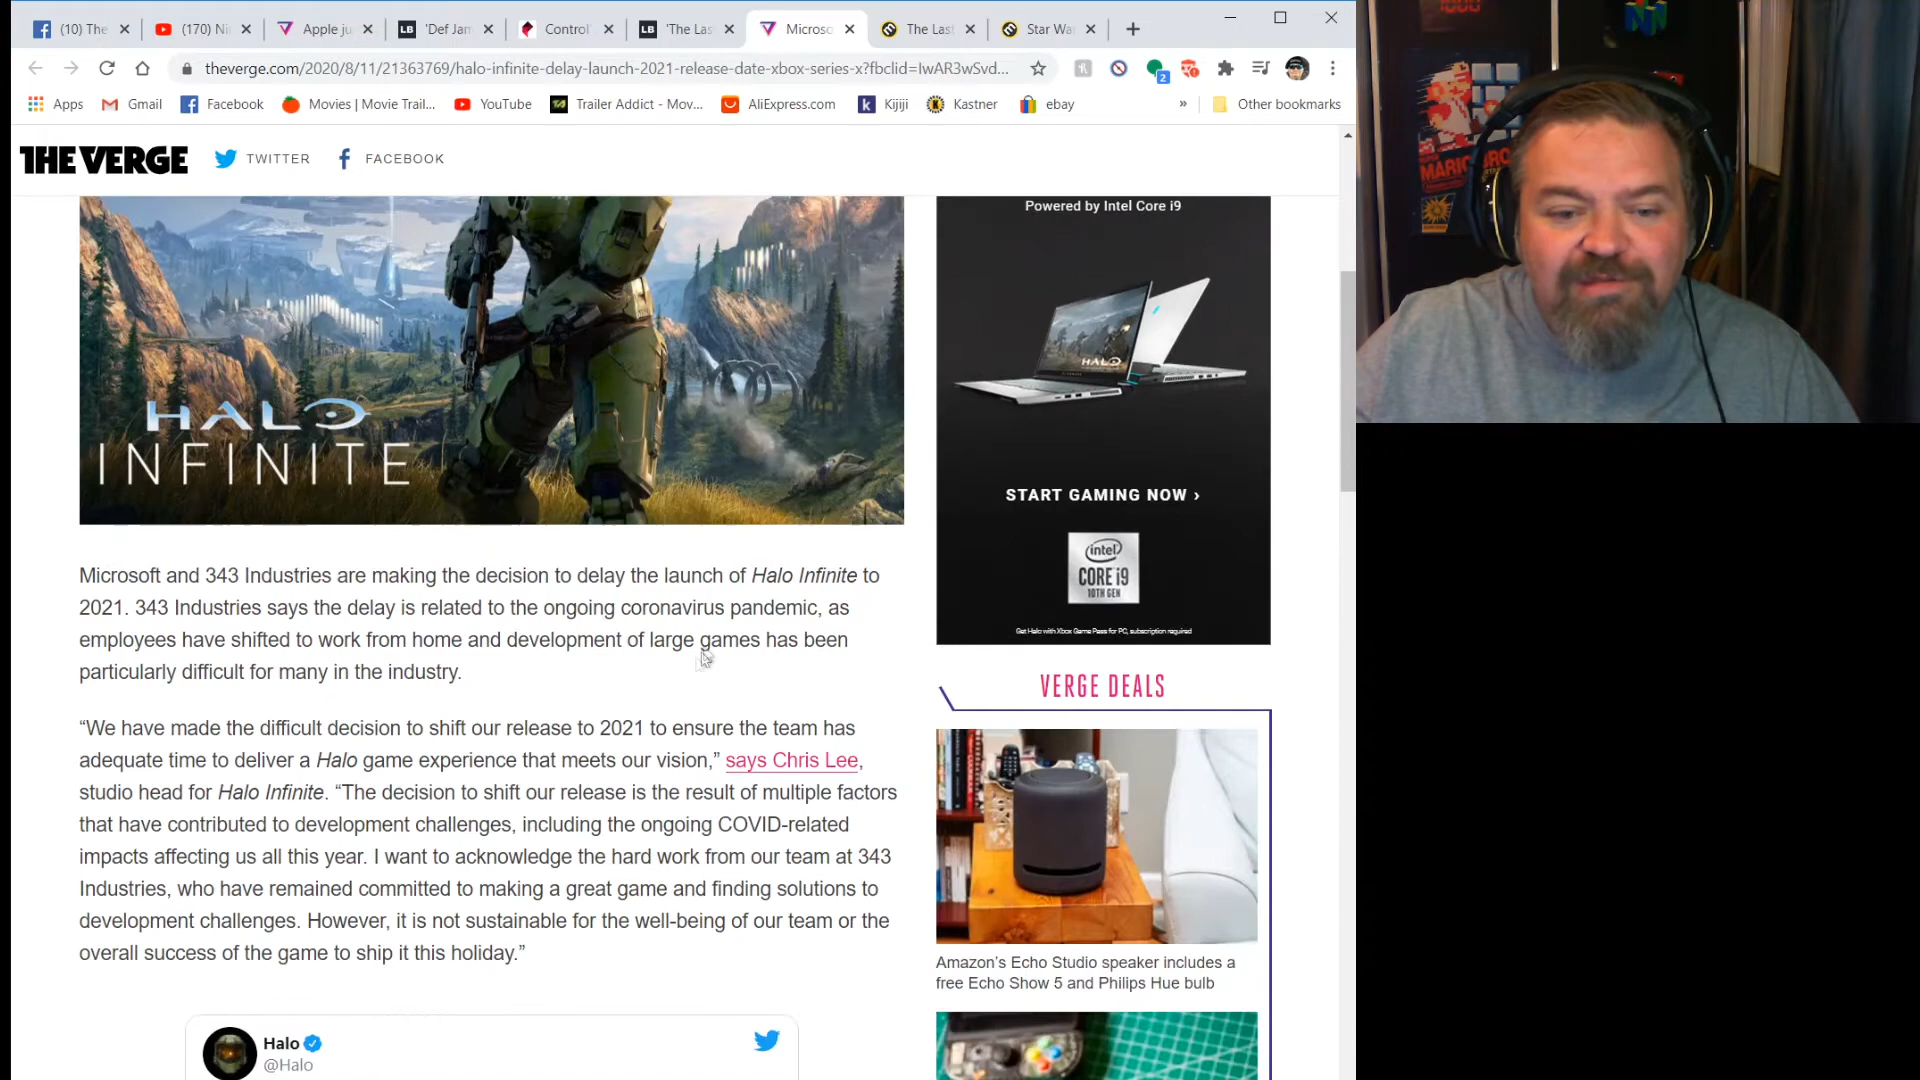 (10) The
(170) Ni
Apple ju
LB 'Def Jam
Control'
LB 'The Las
Microso
The Last
Star Wa
theverge.com/2020/8/11/21363769/halo-infinite-delay-launch-2021-release-date-xbox-series-x?fbclid=IwAR3wSvd...
2
Apps
Gmail
Facebook
Movies | Movie Trail...
YouTube
Trailer Addict - Mov...
AliExpress.com
Kijiji
Kastner
ebay
»
Other bookmarks
THE VERGE
TWITTER
FACEBOOK
HALO
INFINITE
Powered by Intel Core i9
HALO
START GAMING NOW ›
intel
CORE i9
10TH GEN
Get Halo with Xbox Game Pass for PC, subscription required
Microsoft and 343 Industries are making the decision to delay the launch of Halo Infinite to
2021. 343 Industries says the delay is related to the ongoing coronavirus pandemic, as
employees have shifted to work from home and development of large games has been
particularly difficult for many in the industry.
“We have made the difficult decision to shift our release to 2021 to ensure the team has
adequate time to deliver a Halo game experience that meets our vision,” says Chris Lee,
studio head for Halo Infinite. “The decision to shift our release is the result of multiple factors
that have contributed to development challenges, including the ongoing COVID-related
impacts affecting us all this year. I want to acknowledge the hard work from our team at 343
Industries, who have remained committed to making a great game and finding solutions to
development challenges. However, it is not sustainable for the well-being of our team or the
overall success of the game to ship it this holiday.”
Halo
@Halo
VERGE DEALS
Amazon’s Echo Studio speaker includes a
free Echo Show 5 and Philips Hue bulb
SUPER
MARIO BROS